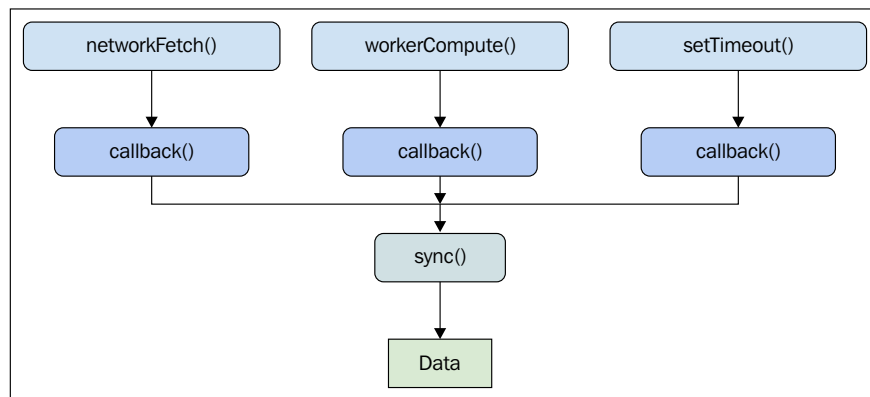 networkFetch()
workerCompute()
setTimeout()
callback()
callback()
callback()
sync()
Data